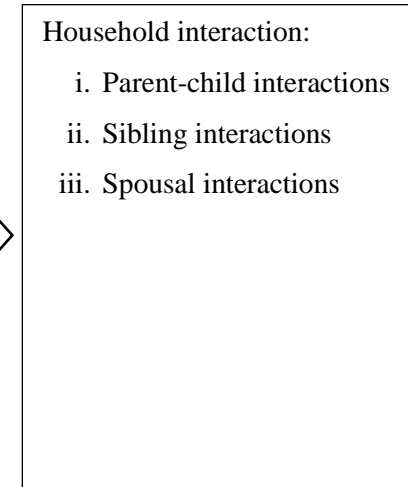 Household interaction:
i. Parent-child interactions
ii. Sibling interactions
iii. Spousal interactions